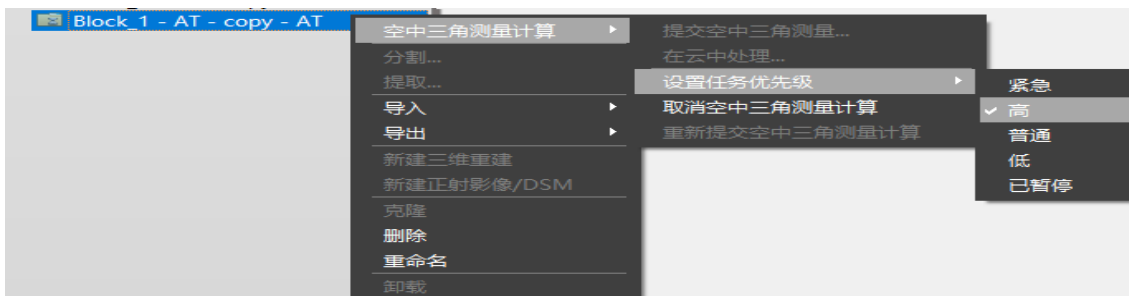 Block_1 - AT - copy - AT
空中三角测量计算
分割...
提取...
导入
导出
新建三维重建
新建正射影像/DSM
克隆
删除
重命名
卸载
提交空中三角测量...
在云中处理...
设置任务优先级
取消空中三角测量计算
重新提交空中三角测量计算
紧急
高
普通
低
已暂停